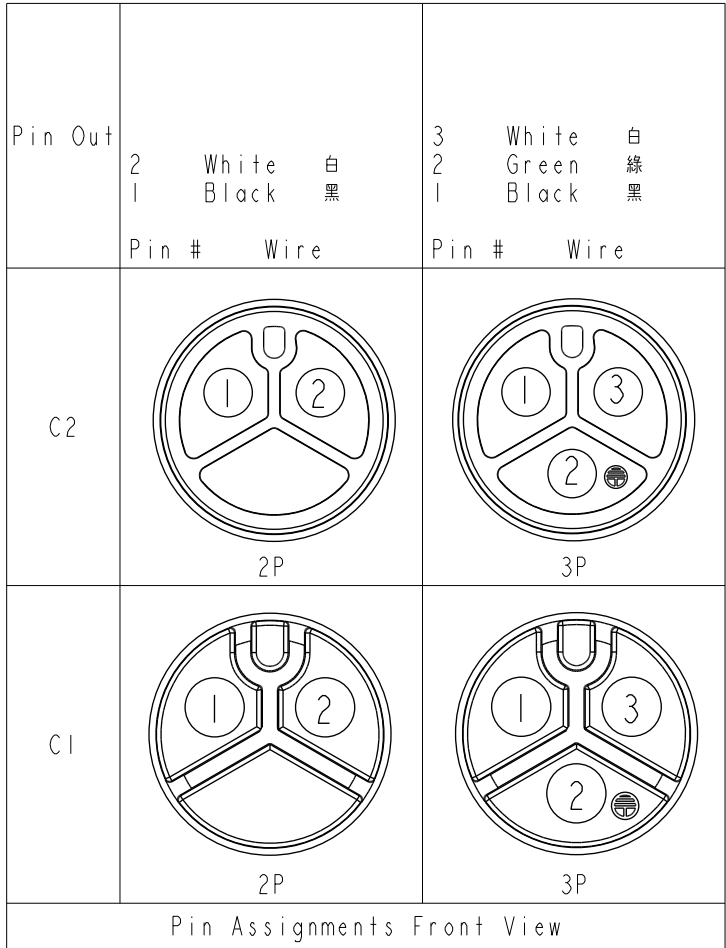 Pin Out
2 White 白
1 Black 黑
Pin # Wire
3 White 白
2 Green 綠
1 Black 黑
Pin # Wire
C2
1 2
2P
1 3
2
3P
C1
1 2
2P
1 3
2
3P
Pin Assignments Front View